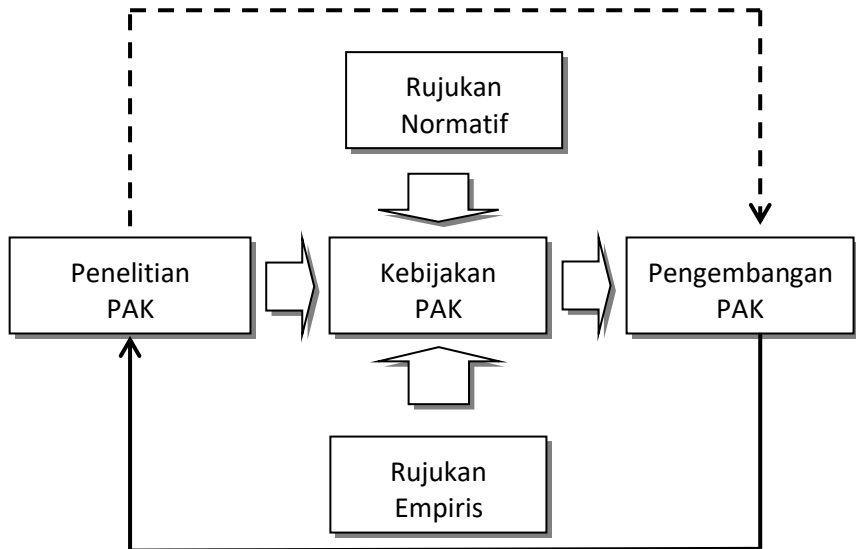 Rujukan
Normatif
Penelitian
PAK
Kebijakan
PAK
Pengembangan
PAK
Rujukan
Empiris